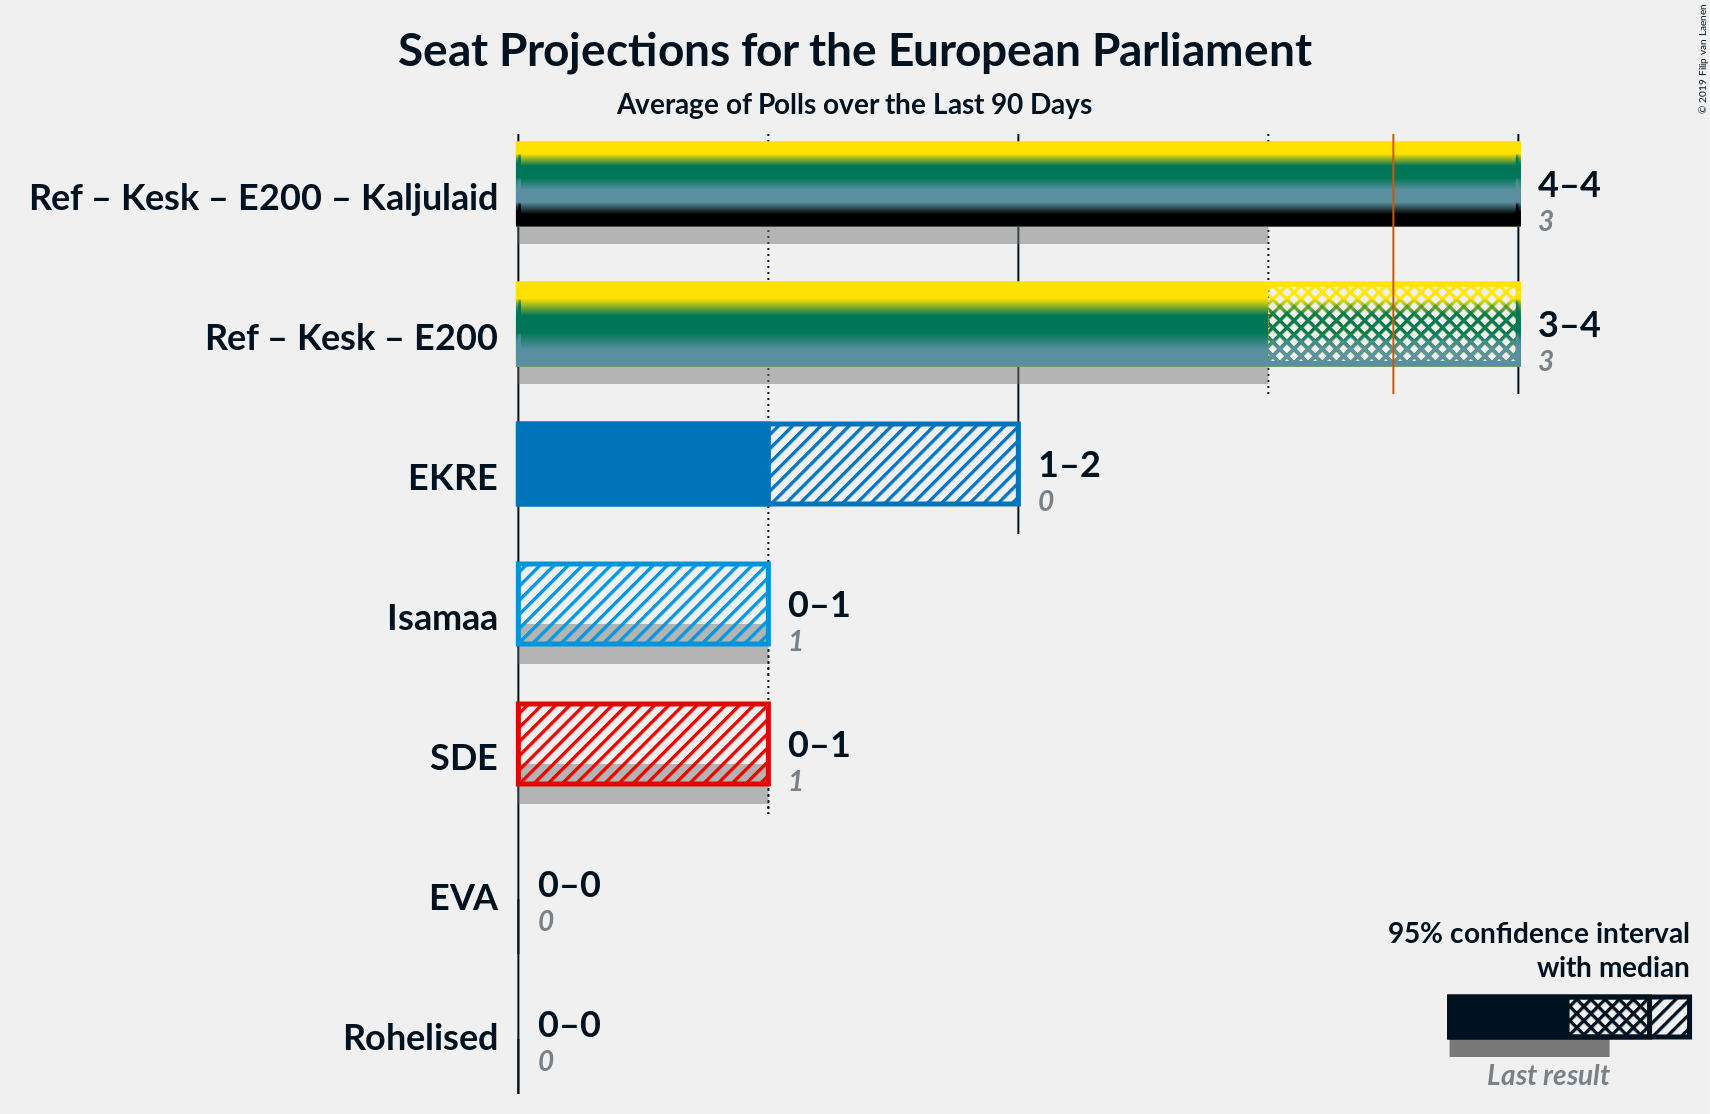 Seat Projections for the European Parliament
Average of Polls over the Last 90 Days
© 2019 Filip van Laenen
Ref – Kesk – E200 – Kaljulaid
4–4
3
Ref – Kesk – E200
3–4
3
EKRE
1–2
0
Isamaa
0–1
1
SDE
0–1
1
EVA
0–0
0
Rohelised
0–0
0
95% confidence interval
with median
Last result